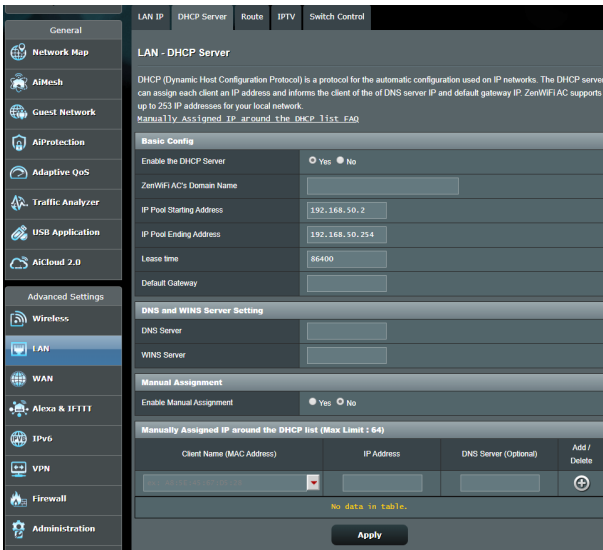 General
Network Map
AiMesh
Guest Network
AiProtection
Adaptive QoS
Traffic Analyzer
USB Application
AiCloud 2.0
Advanced Settings
Wireless
LAN
WAN
Alexa & IFTTT
IPv6
VPN
Firewall
Administration
LAN IP DHCP Server Route IPTV Switch Control
LAN - DHCP Server
DHCP (Dynamic Host Configuration Protocol) is a protocol for the automatic configuration used on IP networks. The DHCP server
can assign each client an IP address and informs the client of the of DNS server IP and default gateway IP. ZenWiFi AC supports
up to 253 IP addresses for your local network.
Manually Assigned IP around the DHCP list FAQ
Basic Config
Enable the DHCP Server Yes No
ZenWiFi AC's Domain Name
IP Pool Starting Address 192.168.50.2
IP Pool Ending Address 192.168.50.254
Lease time 86400
Default Gateway
DNS and WINS Server Setting
DNS Server
WINS Server
Manual Assignment
Enable Manual Assignment Yes No
Manually Assigned IP around the DHCP list (Max Limit : 64)
Client Name (MAC Address) IP Address DNS Server (Optional) Add / Delete
No data in table.
Apply